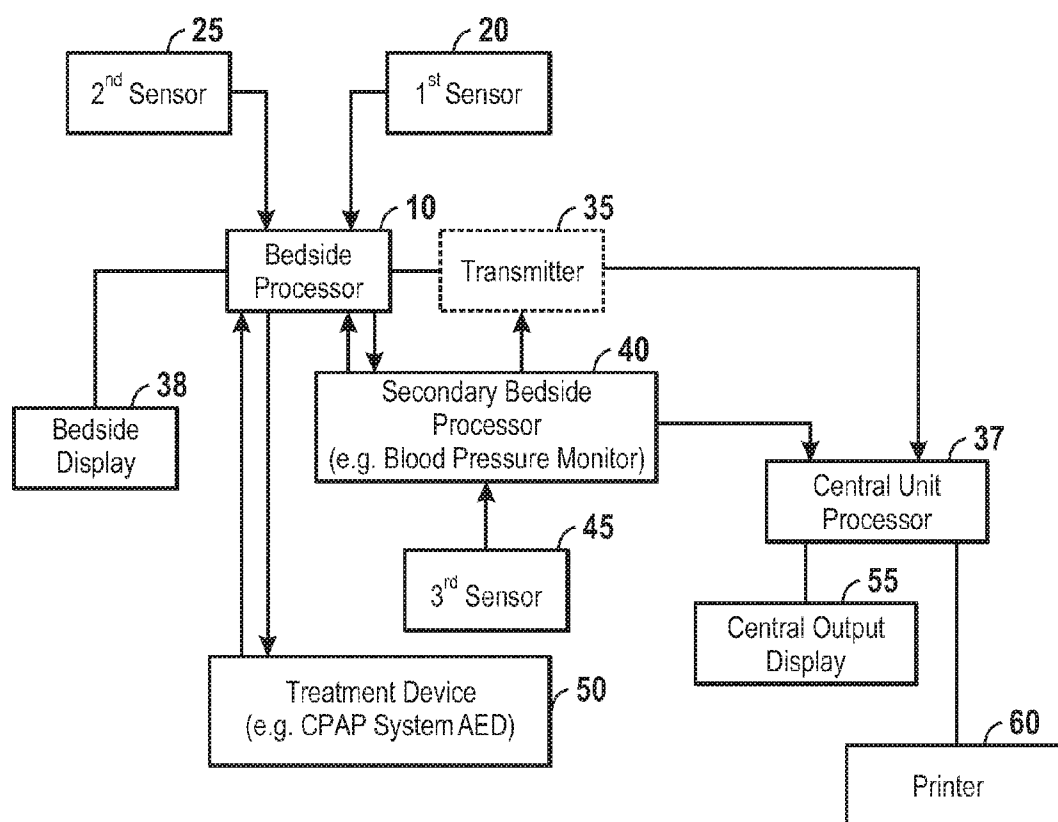 25
2nd Sensor
20
1st Sensor
10
Bedside
Processor
35
Transmitter
38
Bedside
Display
40
Secondary Bedside
Processor
(e.g. Blood Pressure Monitor)
37
Central Unit
Processor
45
3rd Sensor
55
Central Output
Display
50
Treatment Device
(e.g. CPAP System AED)
60
Printer